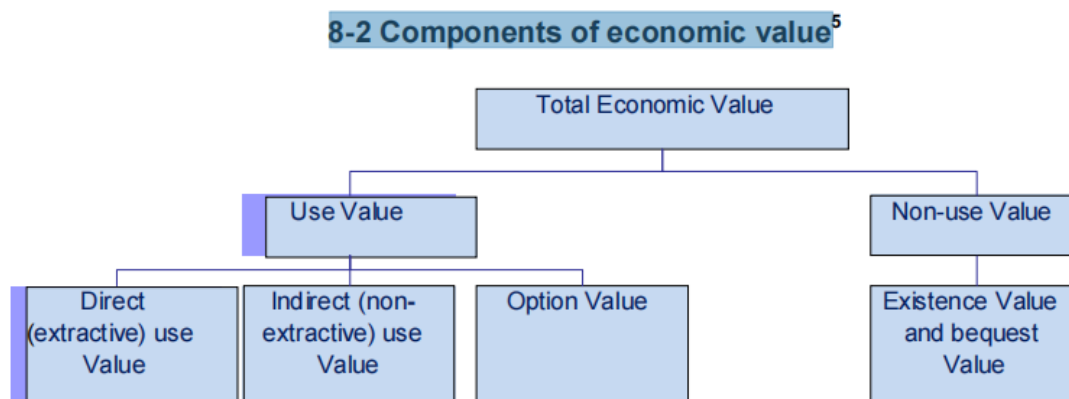 8-2 Components of economic value5
Total Economic Value
Use Value
Non-use Value
Direct
(extractive) use
Value
Indirect (non-
extractive) use
Value
Option Value
Existence Value
and bequest
Value